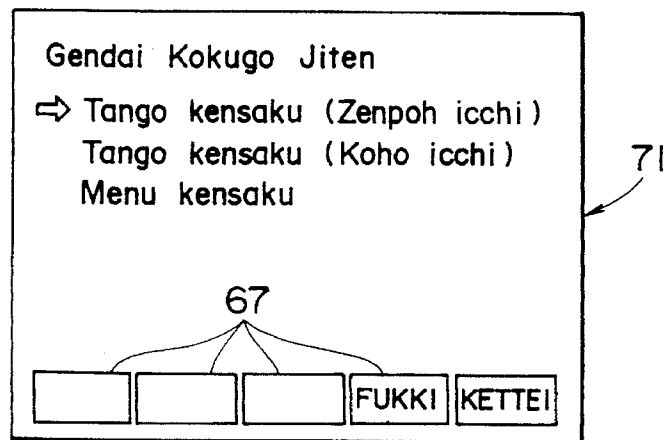 Gendai Kokugo Jiten
⇨ Tango kensaku (Zenpoh icchi)
Tango kensaku (Koho icchi)
71
Menu kensaku
67
FUKKI KETTEI